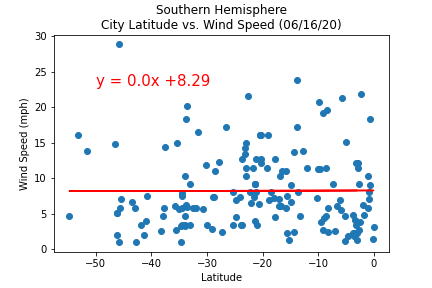 Southern Hemisphere
City Latitude vs. Wind Speed (06/16/20)
30
25
20
15
10
5
0
Wind Speed (mph)
y = 0.0x +8.29
−50
−40
−30
−20
−10
0
Latitude